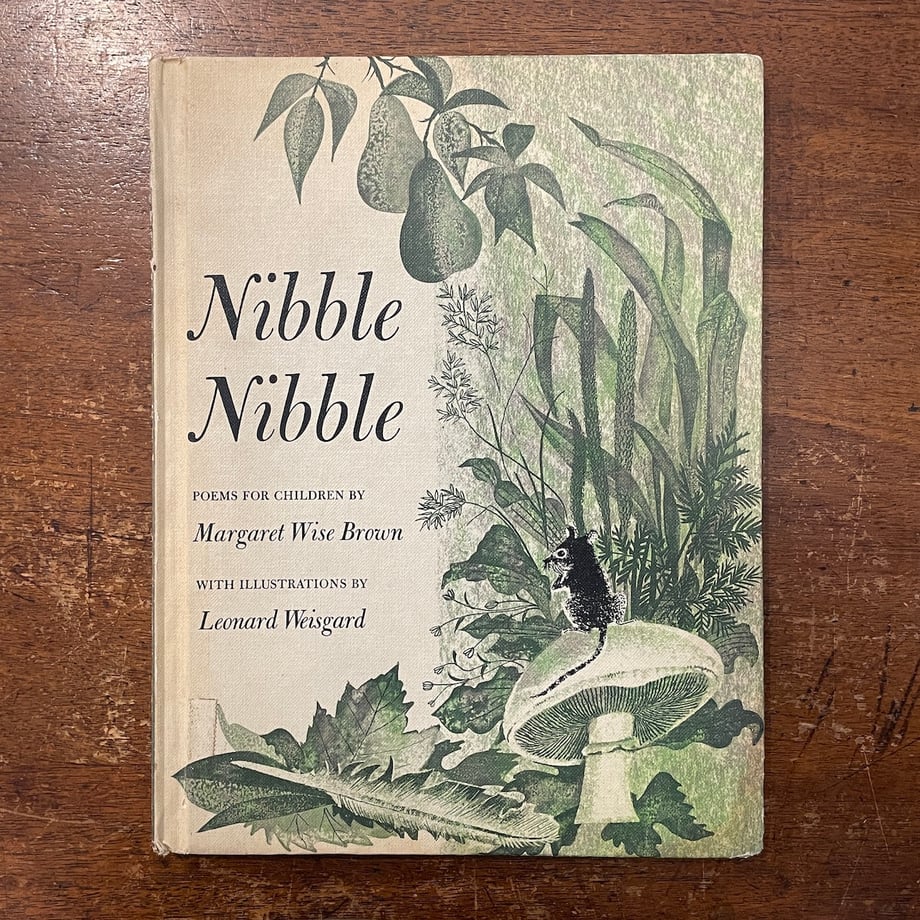 Nibble
Nibble
POEMS FOR CHILDREN BY
Margaret Wise Brown
WITH ILLUSTRATIONS BY
Leonard Weisgard